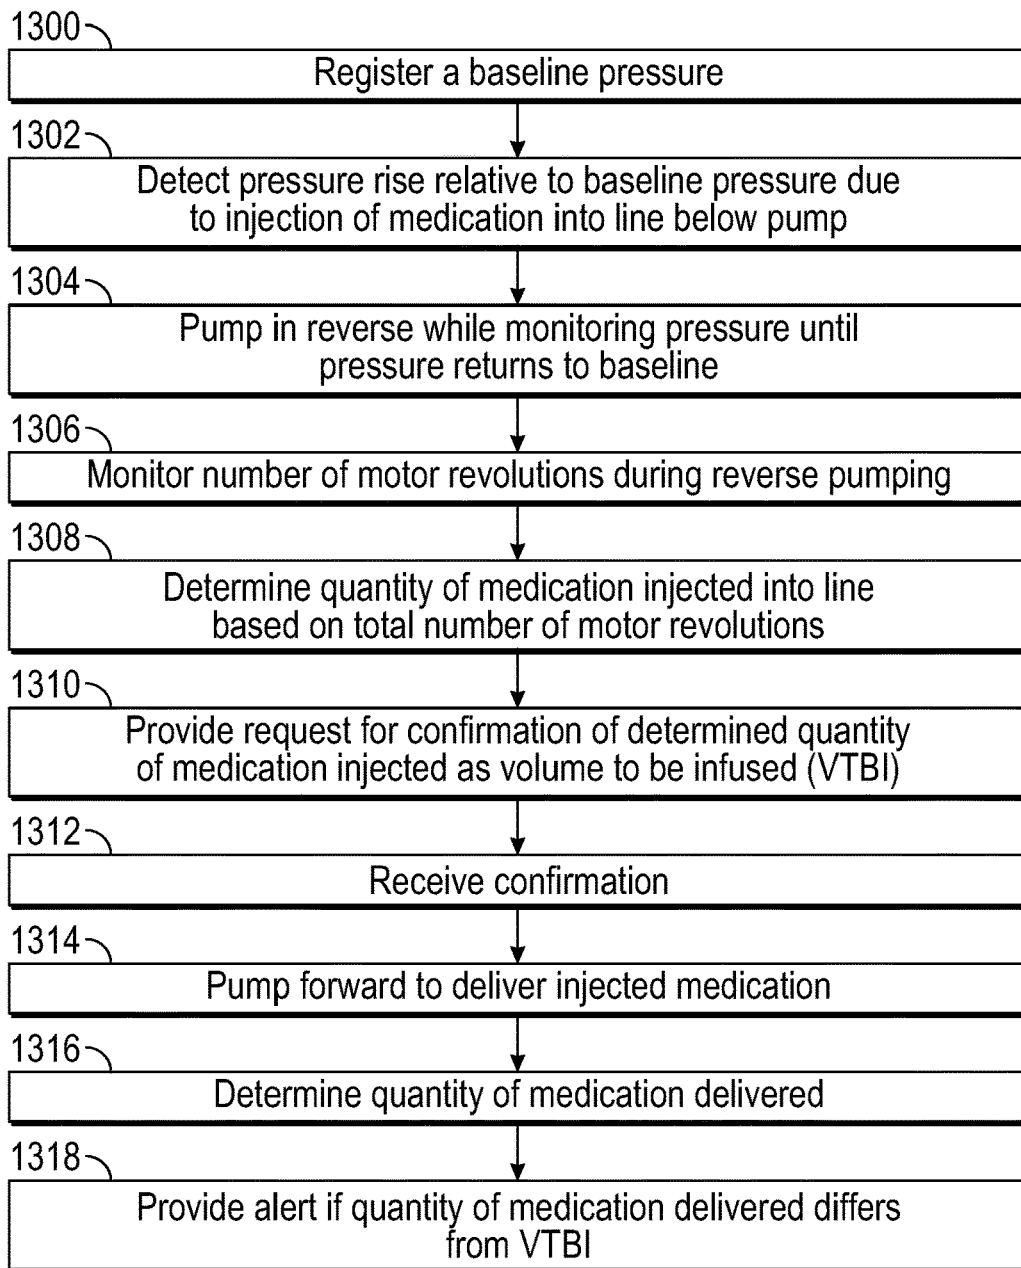 1300
Register a baseline pressure
1302
Detect pressure rise relative to baseline pressure due
to injection of medication into line below pump
1304
Pump in reverse while monitoring pressure until
pressure returns to baseline
1306
Monitor number of motor revolutions during reverse pumping
1308
Determine quantity of medication injected into line
based on total number of motor revolutions
1310
Provide request for confirmation of determined quantity
of medication injected as volume to be infused (VTBI)
1312
Receive confirmation
1314
Pump forward to deliver injected medication
1316
Determine quantity of medication delivered
1318
Provide alert if quantity of medication delivered differs
from VTBI